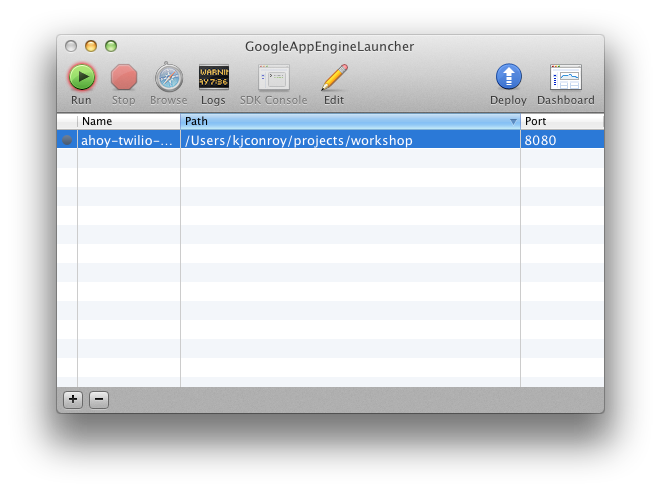 GoogleAppEngineLauncher
Run Stop Browse Logs SDK Console Edit Deploy Dashboard
Name Path Port
ahoy-twilio-... /Users/kjconroy/projects/workshop 8080